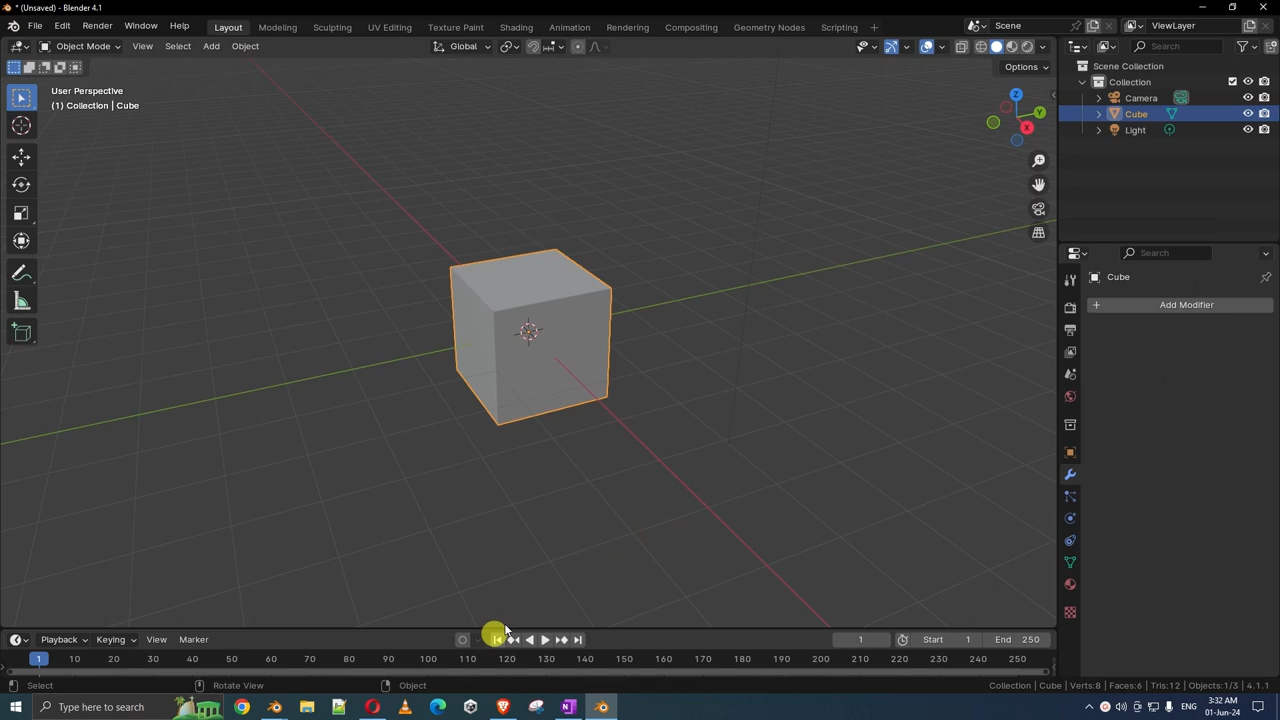 * (Unsaved) - Blender 4.1
File Edit Render Window Help Layout Modeling Sculpting UV Editing Texture Paint Shading Animation Rendering Compositing Geometry Nodes Scripting + Scene ViewLayer
Object Mode View Select Add Object Global Search
Options
User Perspective
(1) Collection | Cube
Z
Y
X
Scene Collection
Collection
Camera
Cube
Light
Search
Cube
+ Add Modifier
Playback Keying View Marker 1 Start 1 End 250
1 10 20 30 40 50 60 70 80 90 100 110 120 130 140 150 160 170 180 190 200 210 220 230 240 250
Select Rotate View Object Collection | Cube | Verts:8 | Faces:6 | Tris:12 | Objects:1/3 | 4.1.1
Type here to search ENG 3:32 AM
01-Jun-24